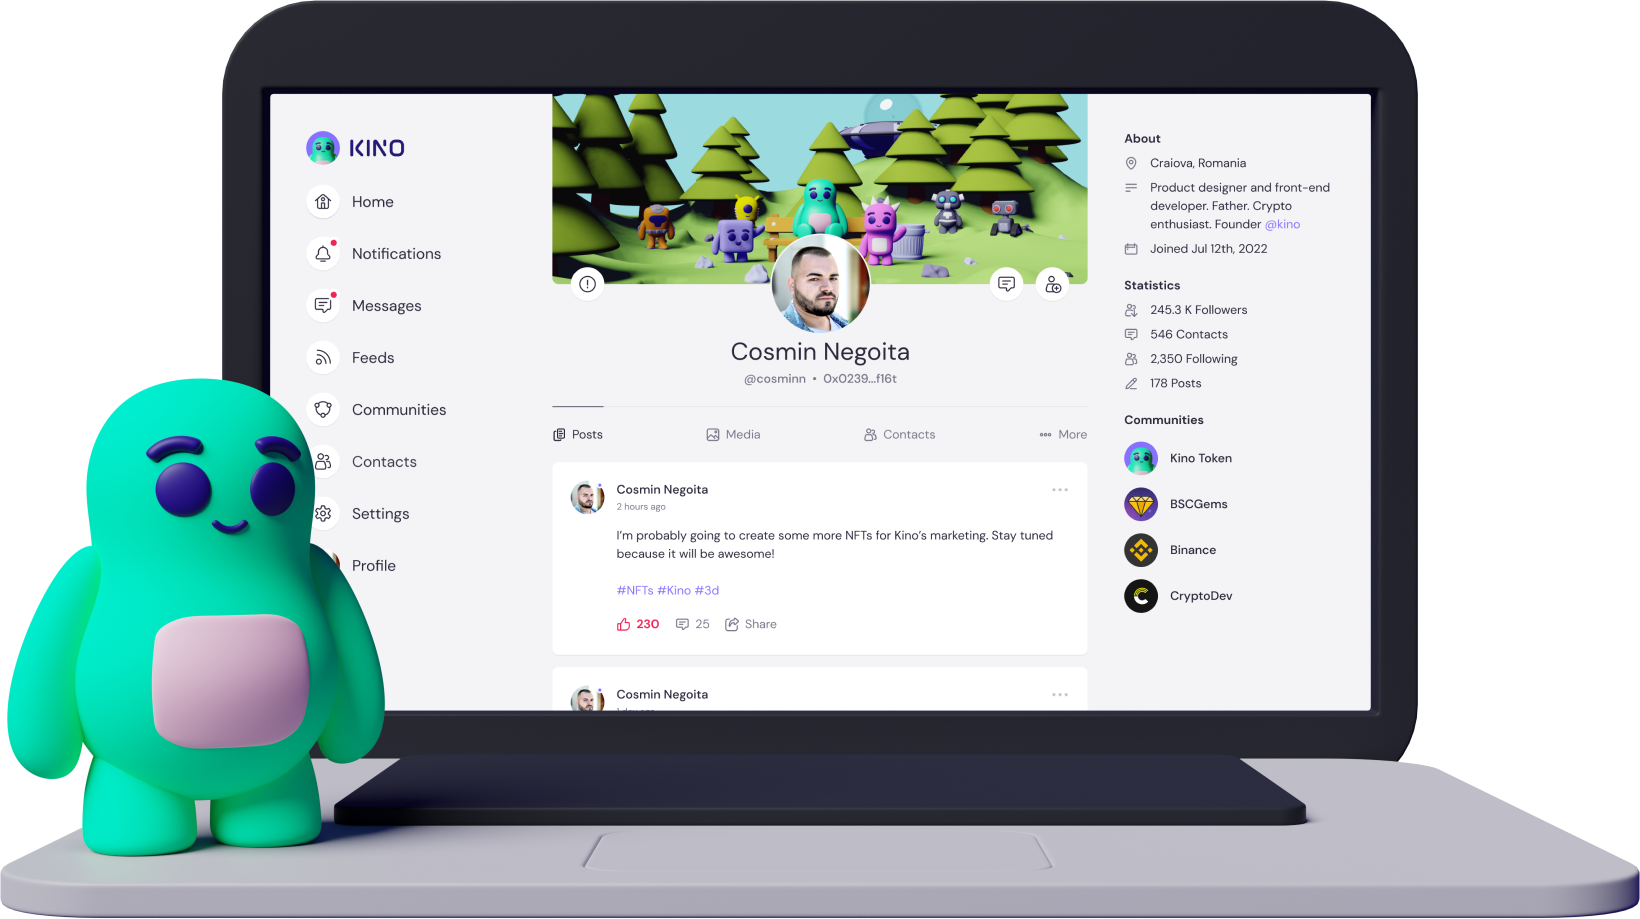 KINO
Home
Notifications
Messages
Feeds
Communities
Contacts
Settings
Profile
Cosmin Negoita
@cosminn • 0x0239...f16t
Posts
Media
Contacts
More
Cosmin Negoita
2 hours ago
I'm probably going to create some more NFTs for Kino's marketing. Stay tuned
because it will be awesome!
#NFTs #Kino #3d
230
25
Share
Cosmin Negoita
About
Craiova, Romania
Product designer and front-end
developer. Father. Crypto
enthusiast. Founder @kino
Joined Jul 12th, 2022
Statistics
245.3 K Followers
546 Contacts
2,350 Following
178 Posts
Communities
Kino Token
BSCGems
Binance
CryptoDev